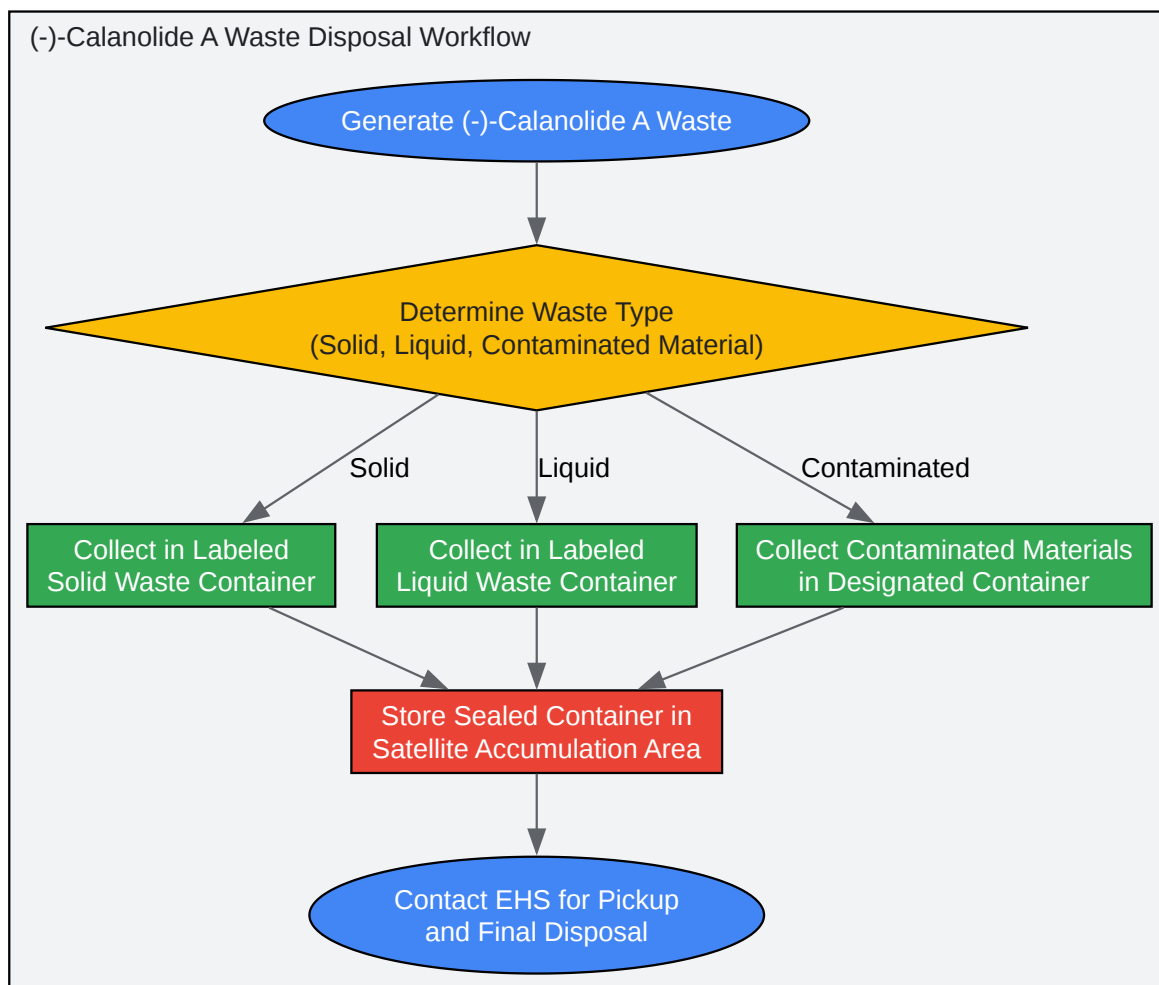 (-)-Calanolide A Waste Disposal Workflow
Generate (-)-Calanolide A Waste
Determine Waste Type
(Solid, Liquid, Contaminated Material)
Solid
Liquid
Contaminated
Collect in Labeled
Solid Waste Container
Collect in Labeled
Liquid Waste Container
Collect Contaminated Materials
in Designated Container
Store Sealed Container in
Satellite Accumulation Area
Contact EHS for Pickup
and Final Disposal